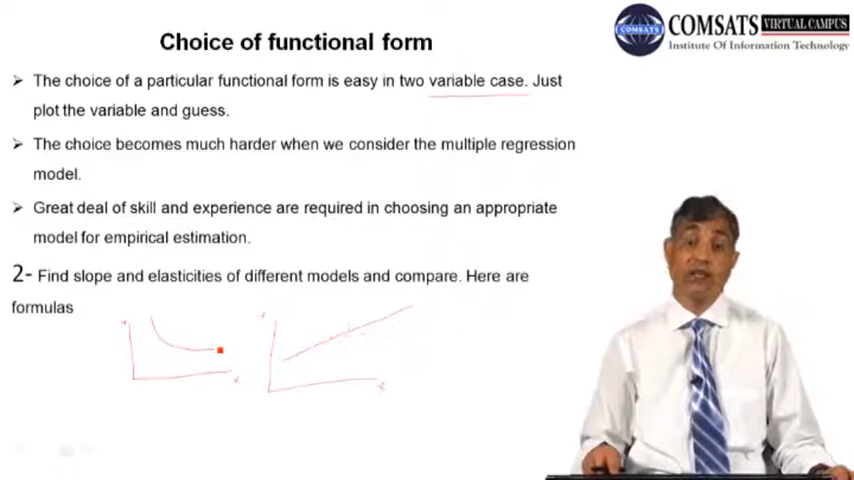 Choice of functional form
COMSATS VIRTUAL CAMPUS
Institute Of Information Technology
COMSATS
➤ The choice of a particular functional form is easy in two variable case. Just
plot the variable and guess.
➤ The choice becomes much harder when we consider the multiple regression
model.
➤ Great deal of skill and experience are required in choosing an appropriate
model for empirical estimation.
2- Find slope and elasticities of different models and compare. Here are
formulas
x
x